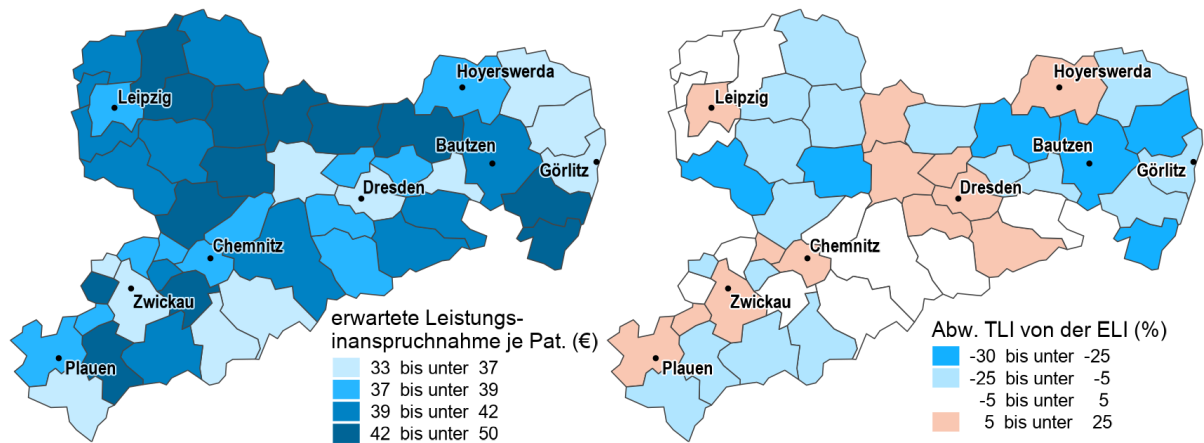 Leipzig
Hoyerswerda
Bautzen
Görlitz
Dresden
Chemnitz
Zwickau
Plauen
erwartete Leistungs-
inanspruchnahme je Pat. (€)
33 bis unter 37
37 bis unter 39
39 bis unter 42
42 bis unter 50
Leipzig
Hoyerswerda
Bautzen
Görlitz
Dresden
Chemnitz
Zwickau
Plauen
Abw. TLI von der ELI (%)
-30 bis unter -25
-25 bis unter -5
-5 bis unter 5
5 bis unter 25